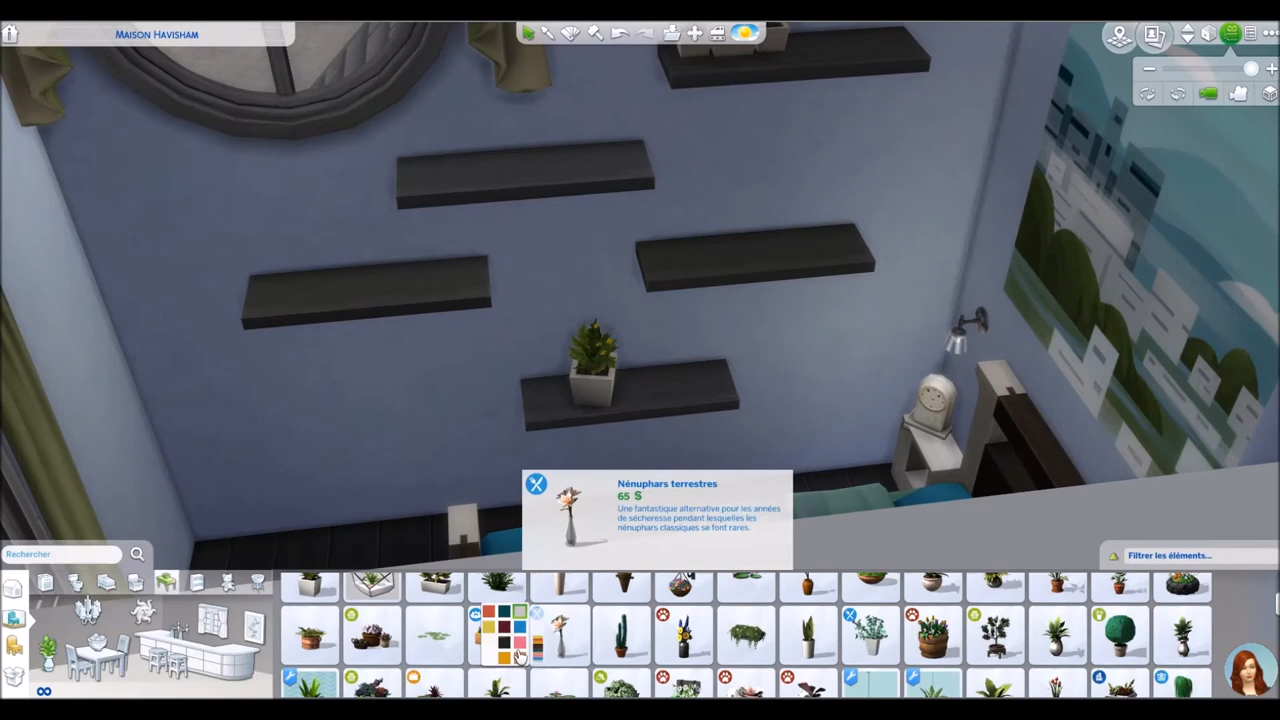 Maison Havisham
Nénuphars terrestres
65 $
Une fantastique alternative pour les années
de sécheresse pendant lesquelles les
nénuphars classiques se font rares.
Rechercher
Filtrer les éléments...